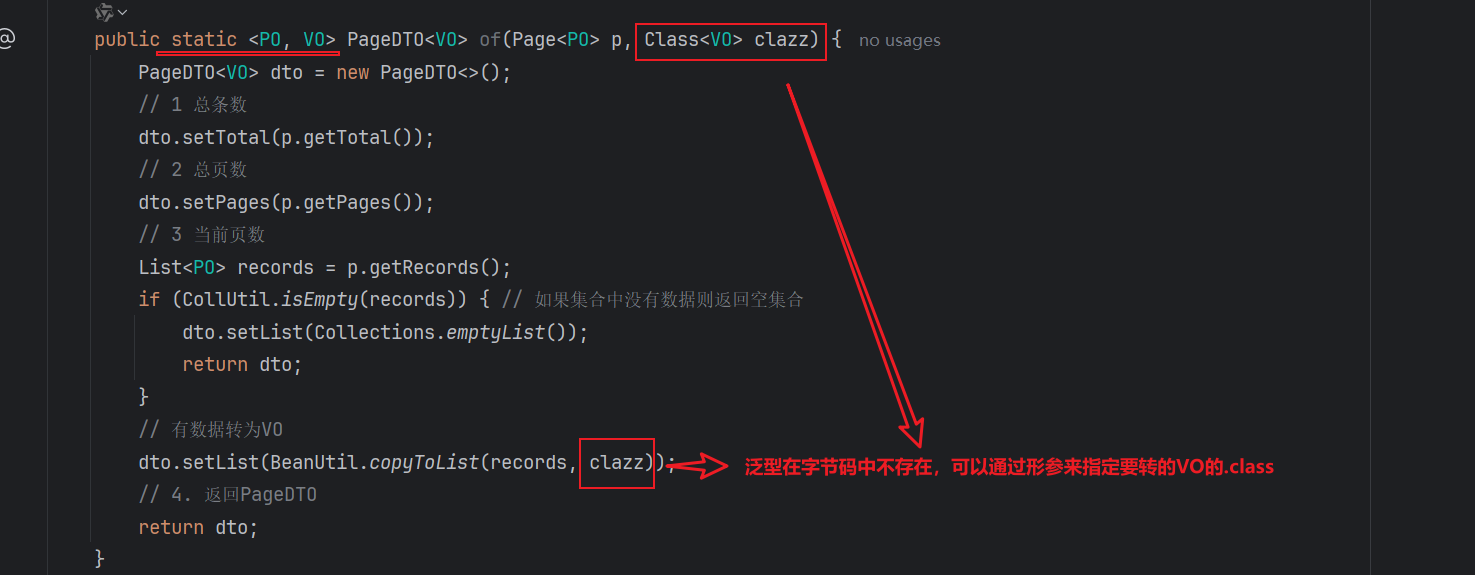 @
public static <PO, VO> PageDTO<VO> of(Page<PO> p, Class<VO> clazz) { no usages
PageDTO<VO> dto = new PageDTO<>();
// 1 总条数
dto.setTotal(p.getTotal());
// 2 总页数
dto.setPages(p.getPages());
// 3 当前页数
List<PO> records = p.getRecords();
if (CollUtil.isEmpty(records)) { // 如果集合中没有数据则返回空集合
dto.setList(Collections.emptyList());
return dto;
}
// 有数据转为VO
dto.setList(BeanUtil.copyToList(records, clazz)); 泛型在字节码中不存在，可以通过形参来指定要转的VO的.class
// 4. 返回PageDTO
return dto;
}